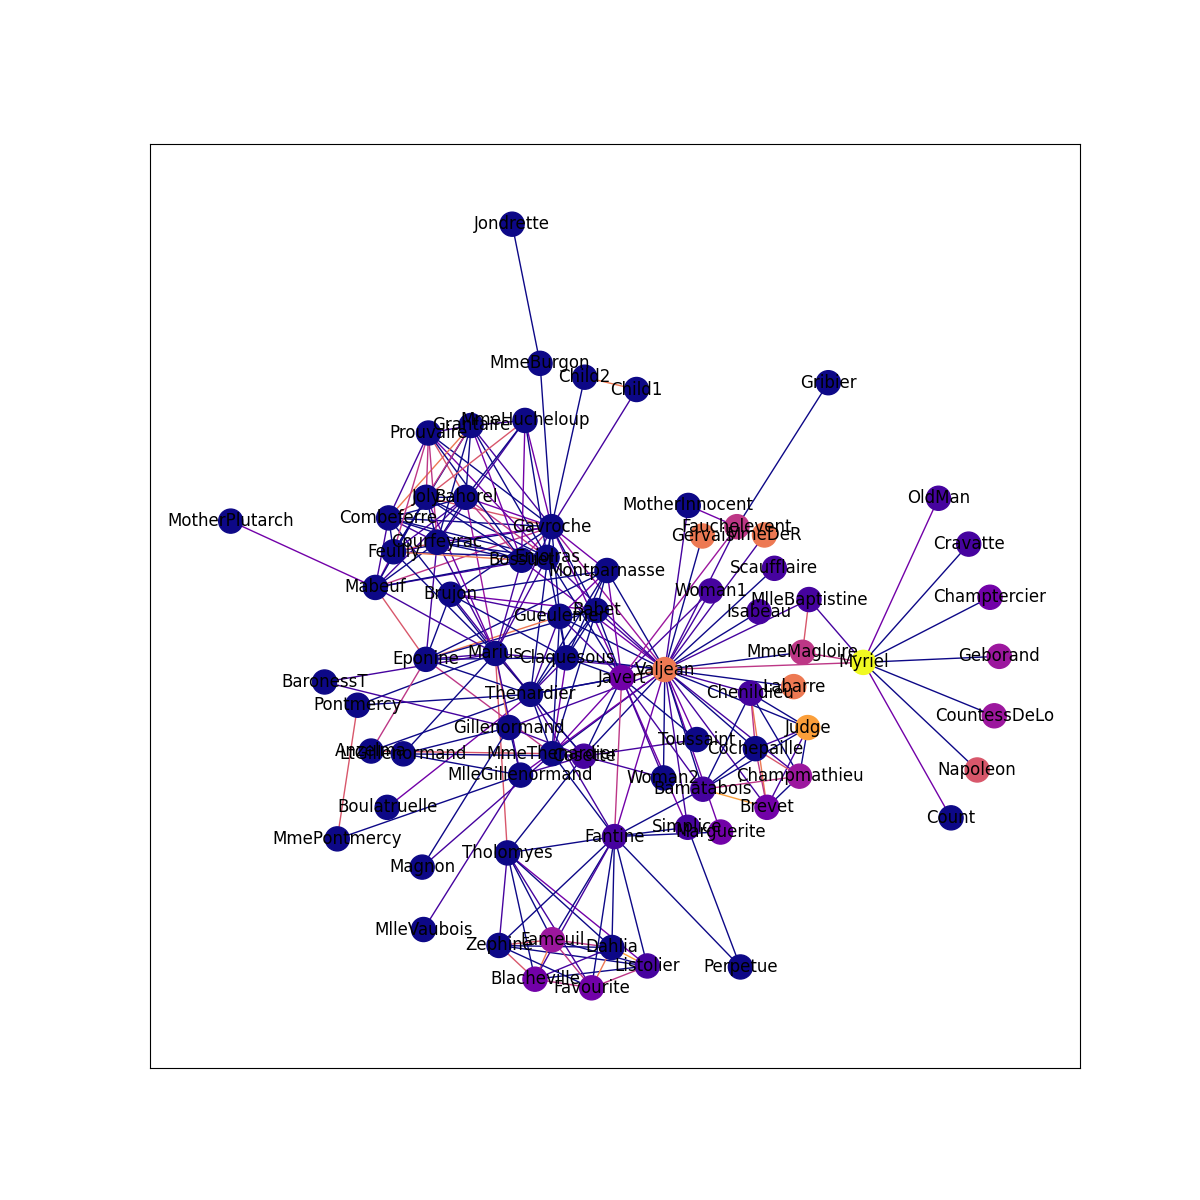 Jondrette
MmeBurgon
Child2
Child1
Gribier
MmeHucheloup
Grantaire
Prouvaire
Joly
Bahorel
MotherInnocent
OldMan
Combeferre
MotherPlutarch
Gavroche
Fauchelevent
Gervais
MmeDeR
Courfeyrac
Cravatte
Feuilly
Bossuet
Enjolras
Montparnasse
Scaufflaire
Mabeuf
Brujon
Woman1
Champtercier
MlleBaptiste
Babet
Isabeau
Gueulemer
Marius
MmeMagloire
Geborand
Eponine
Claquesous
Myriel
Valjean
Javert
BaronessT
Labarre
Thenardier
Chenildieu
Pontmercy
CountessDeLo
Gillenormand
Judge
Toussaint
Cochepaille
LtGillenormand
MmeThenardier
Cosette
Napoleon
MlleGillenormand
Woman2
Champmathieu
Bamatabois
Boulatruelle
Brevet
Count
Simplice
Marguerite
MmePontmercy
Fantine
Tholomyes
Magnon
MlleVaubois
Fameuil
Zephine
Dahlia
Listolier
Perpetue
Blacheville
Favourite